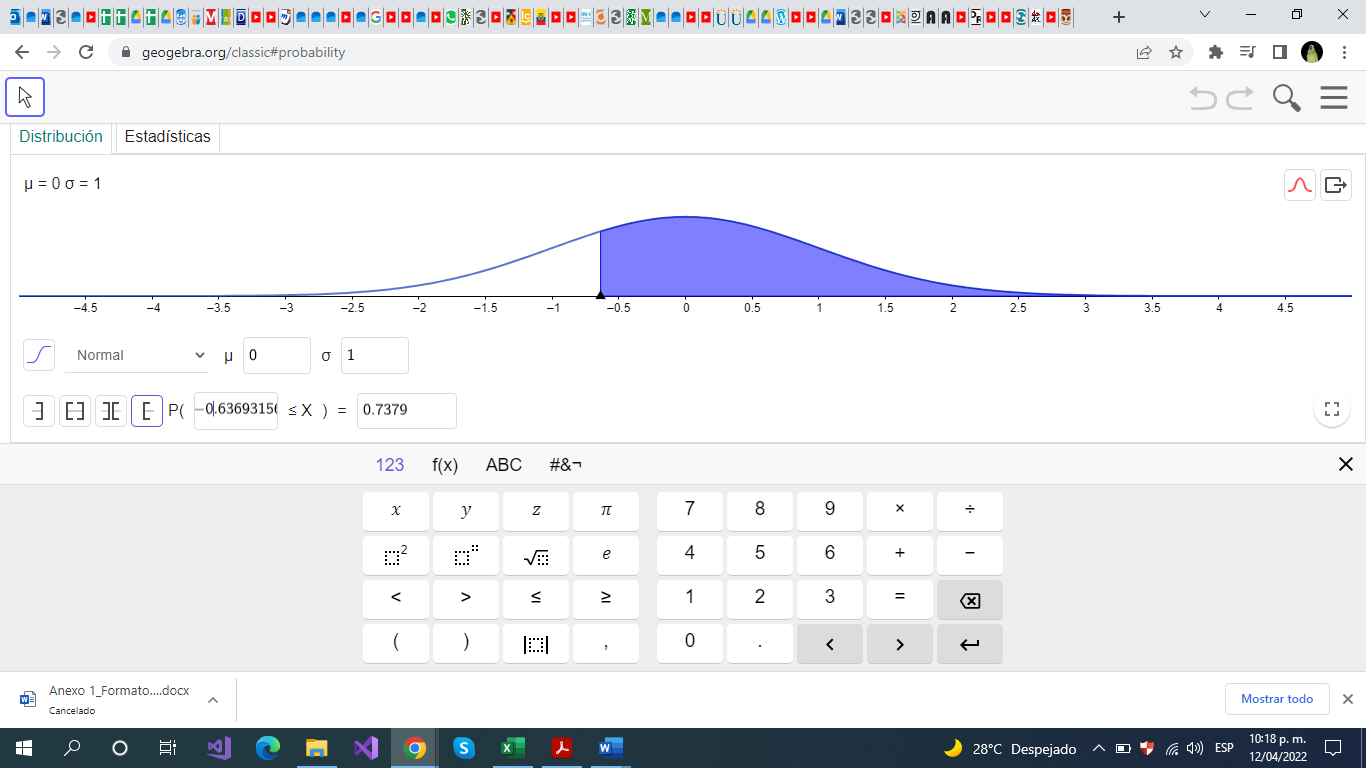 geogebra.org/classic#probability
Distribución Estadísticas
μ = 0 σ = 1
−4.5 −4 −3.5 −3 −2.5 −2 −1.5 −1 −0.5 0 0.5 1 1.5 2 2.5 3 3.5 4 4.5
Normal μ 0 σ 1
P( −0.6369315 ≤ X ) = 0.7379
123 f(x) ABC #&¬
x y z π 7 8 9 × ÷
2 √ e 4 5 6 + −
< > ≤ ≥ 1 2 3 =
( ) | | , 0 . < >
Anexo 1_Formato....docx
Cancelado
Mostrar todo
28°C Despejado
ESP
10:18 p. m.
12/04/2022